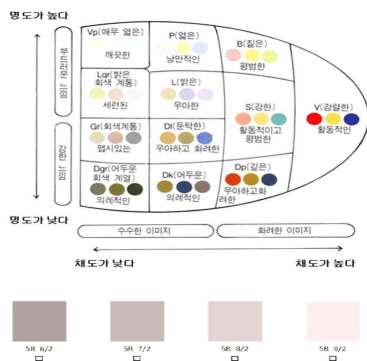 명도가 높다
부드러운 느낌
강한 느낌
Vp(매우 엷은)
깨끗한
P(엷은)
낭만적인
B(짙은)
평범한
Lgr(밝은
회색 계통)
세련된
L(밝은)
우아한
S(강한)
활동적이고
평범한
V(강렬한)
활동적인
Gr(회색계통)
맵시있는
Dl(둔탁한)
우아하고 화려한
Dgr(어두운
회색 계열)
의례적인
Dk(어두운)
의례적인
Dp(깊은)
우아하고화
려한
명도가 낮다
수수한 이미지
화려한 이미지
채도가 낮다
채도가 높다
5R 6/2
5R 7/2
5R 8/2
5R 9/2